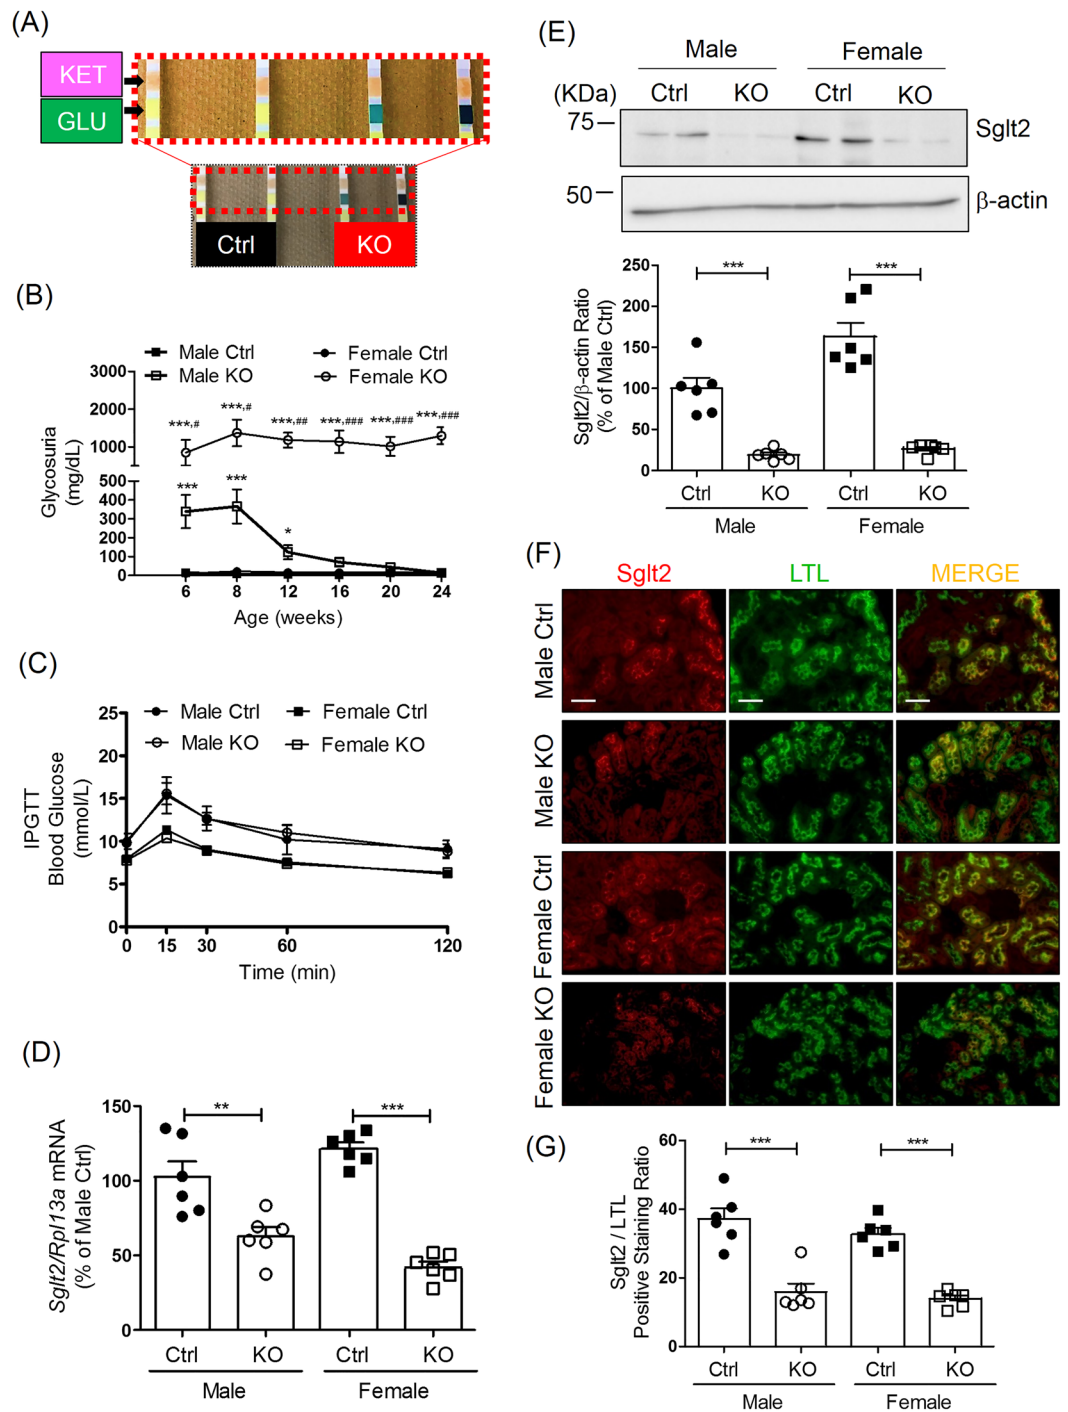 (A)
KET
GLU
Ctrl
KO
(B)
Male Ctrl
Female Ctrl
Male KO
Female KO
Glycosuria
(mg/dL)
3000
2000
1000
500
400
300
200
100
0
***,#
***,#
***,##
***,###
***,###
***,###
***
***
*
6
8
12
16
20
24
Age (weeks)
(C)
Male Ctrl
Female Ctrl
Male KO
Female KO
IPGTT
Blood Glucose
(mmol/L)
25
20
15
10
5
0
0
15
30
60
120
Time (min)
(D)
Sglt2/Rpl13a mRNA
(% of Male Ctrl)
150
100
50
0
**
***
Ctrl
KO
Ctrl
KO
Male
Female
(E)
Male
Female
(KDa)
Ctrl
KO
Ctrl
KO
75
Sglt2
50
β-actin
Sglt2/β-actin Ratio
(% of Male Ctrl)
250
200
150
100
50
0
***
***
Ctrl
KO
Ctrl
KO
Male
Female
(F)
Sglt2
LTL
MERGE
Male Ctrl
Male KO
Female Ctrl
Female KO
(G)
Sglt2 / LTL
Positive Staining Ratio
60
40
20
0
***
***
Ctrl
KO
Ctrl
KO
Male
Female